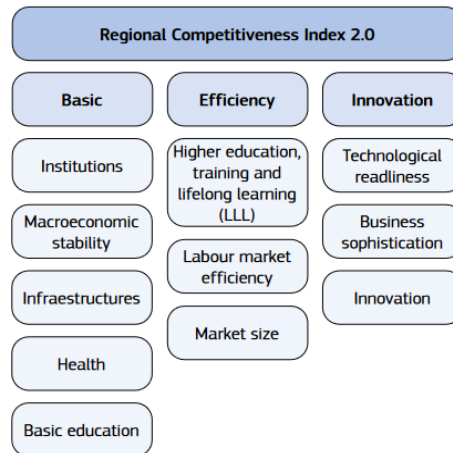 Regional Competitiveness Index 2.0
Basic
Efficiency
Innovation
Institutions
Macroeconomic
stability
Infraestructures
Health
Basic education
Higher education,
training and
lifelong learning
(LLL)
Labour market
efficiency
Market size
Technological
readiness
Business
sophistication
Innovation